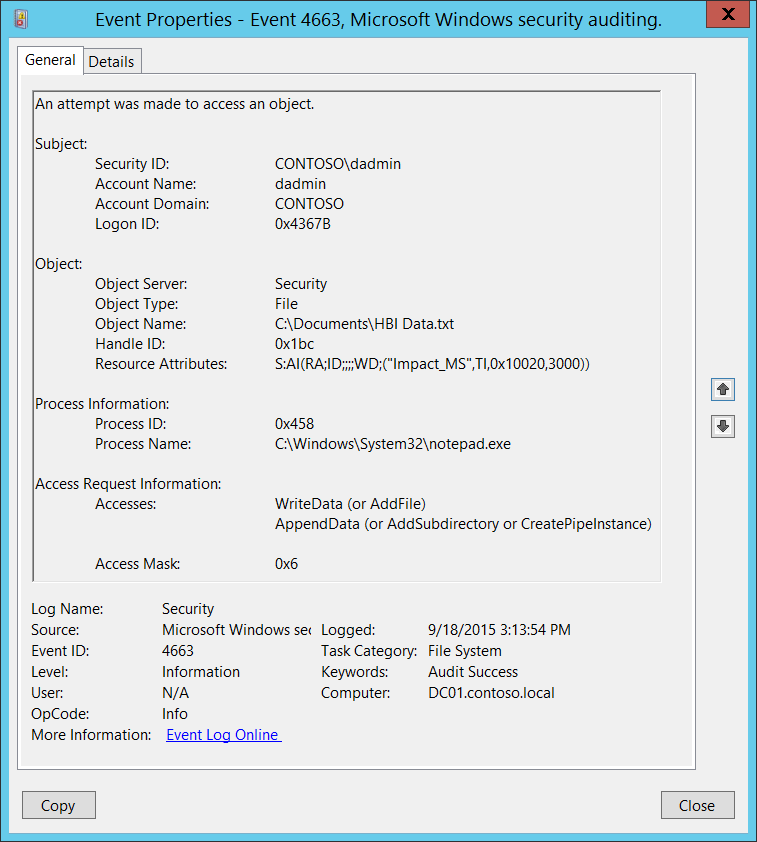 Event Properties - Event 4663, Microsoft Windows security auditing.
General Details
An attempt was made to access an object.
Subject:
Security ID: CONTOSO\dadmin
Account Name: dadmin
Account Domain: CONTOSO
Logon ID: 0x4367B
Object:
Object Server: Security
Object Type: File
Object Name: C:\Documents\HBI Data.txt
Handle ID: 0x1bc
Resource Attributes: S:AI(RA;ID;;;;WD;("Impact_MS",TI,0x10020,3000))
Process Information:
Process ID: 0x458
Process Name: C:\Windows\System32\notepad.exe
Access Request Information:
Accesses: WriteData (or AddFile)
AppendData (or AddSubdirectory or CreatePipeInstance)
Access Mask: 0x6
Log Name: Security
Source: Microsoft Windows sec Logged: 9/18/2015 3:13:54 PM
Event ID: 4663 Task Category: File System
Level: Information Keywords: Audit Success
User: N/A Computer: DC01.contoso.local
OpCode: Info
More Information: Event Log Online
Copy Close